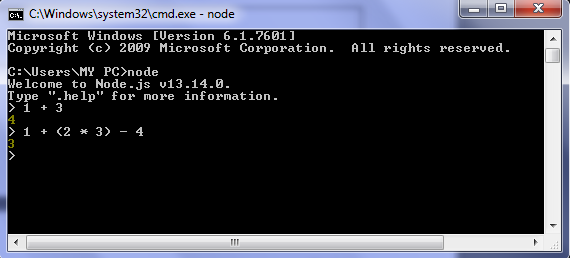 C:\Windows\system32\cmd.exe - node
Microsoft Windows [Version 6.1.7601]
Copyright (c) 2009 Microsoft Corporation.  All rights reserved.
C:\Users\MY PC>node
Welcome to Node.js v13.14.0.
Type ".help" for more information.
> 1 + 3
4
> 1 + (2 * 3) - 4
3
>